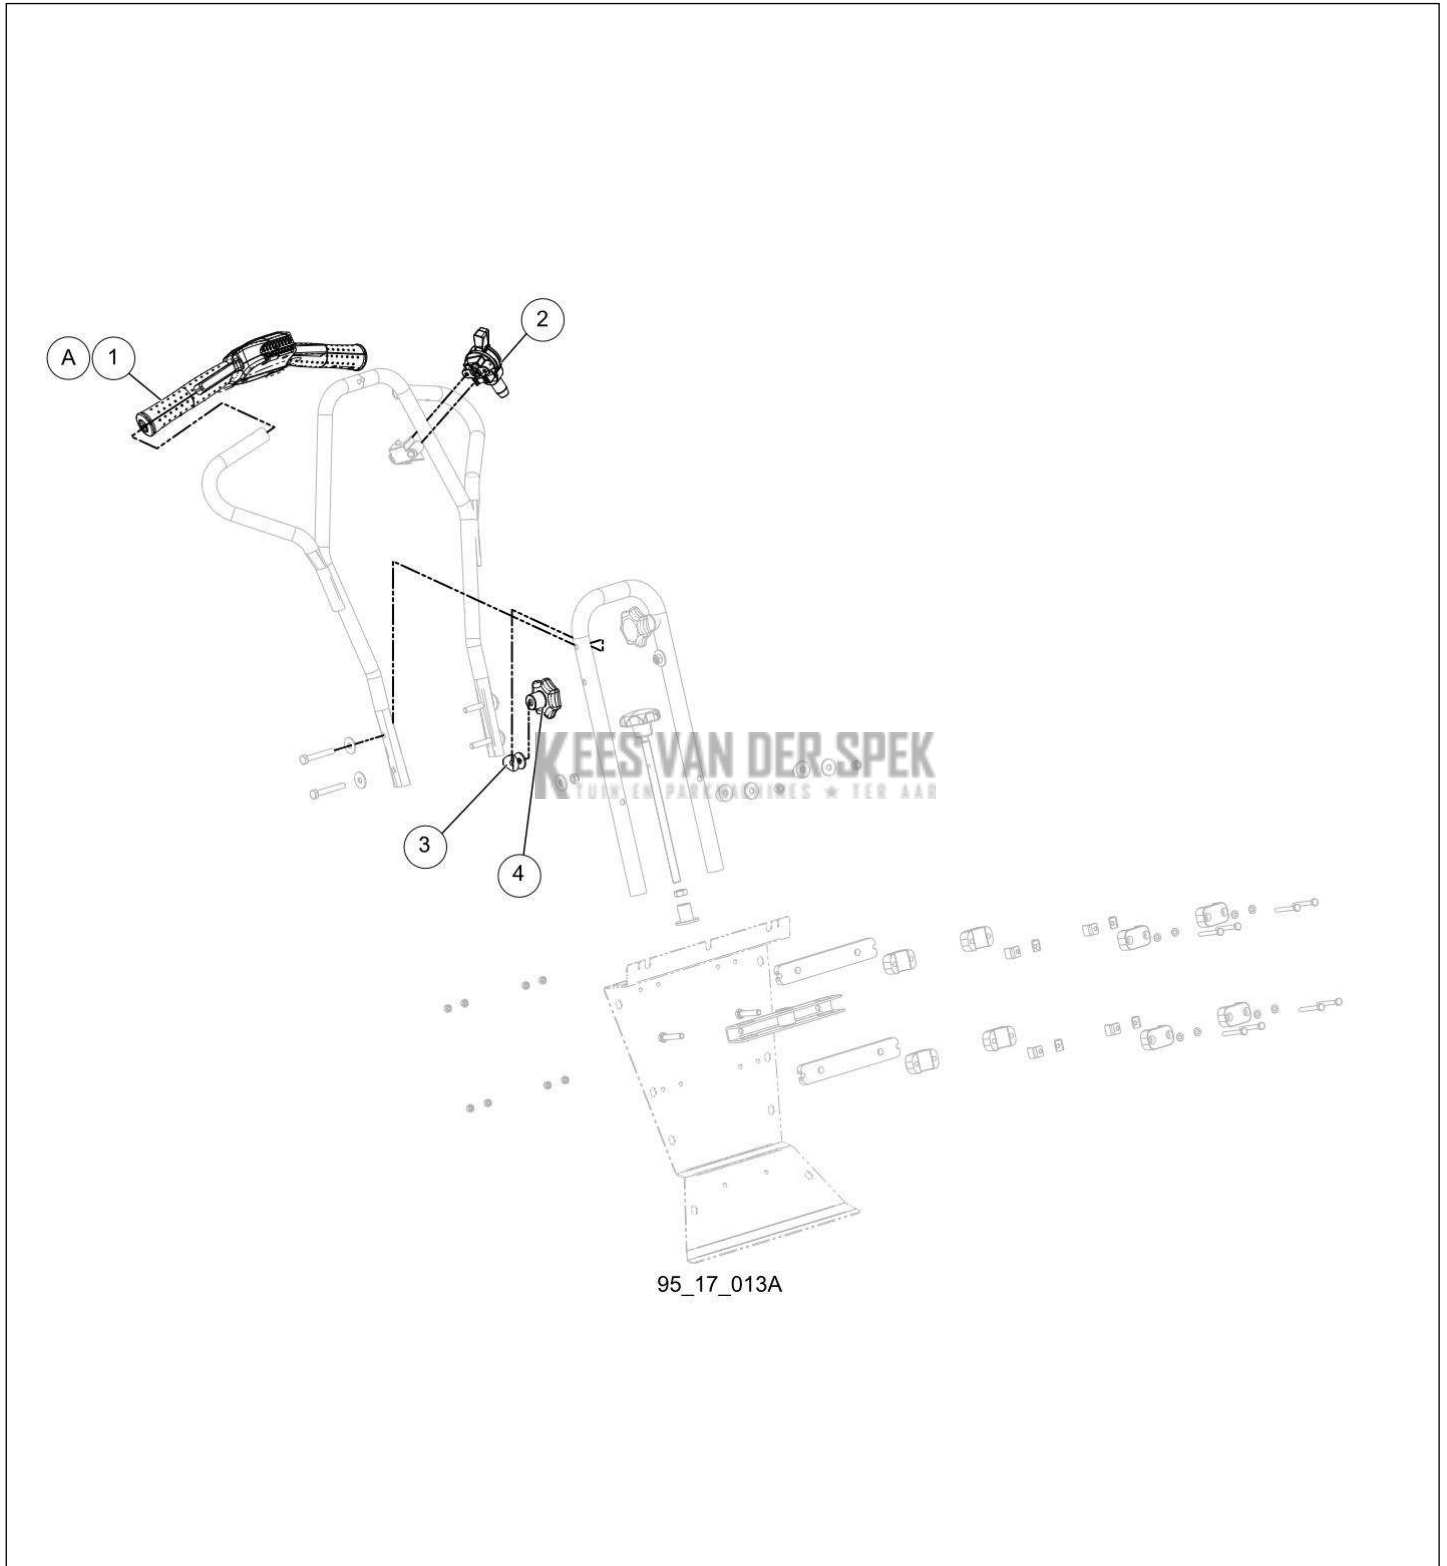 2
A 1
KEES VAN DER SPEK
TUIN EN PARKMACHINES ★ TER AAR
3
4
95_17_013A